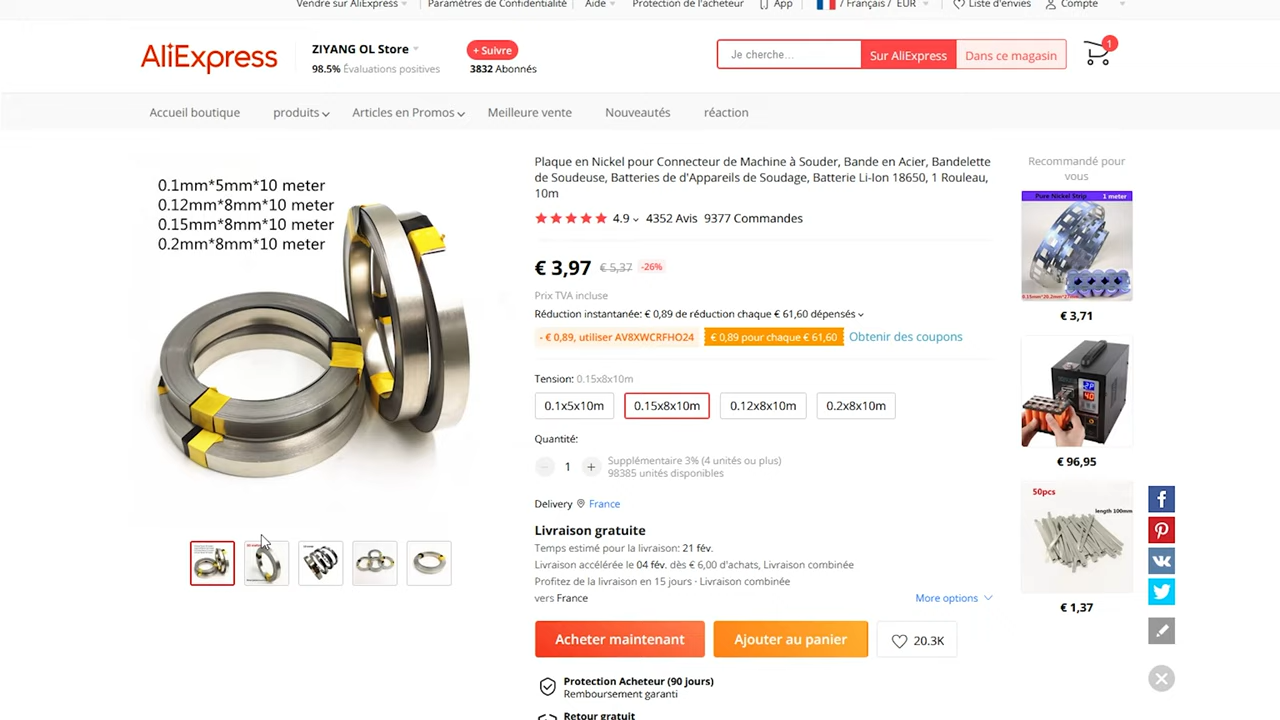 Vendre sur AliExpress
Paramètres de Confidentialité
Aide
Protection de l'acheteur
App
/ Français / EUR
Liste d'envies
Compte
AliExpress
ZIYANG OL Store
98.5% Évaluations positives
+ Suivre
3832 Abonnés
Je cherche...
Sur AliExpress
Dans ce magasin
1
Accueil boutique
produits
Articles en Promos
Meilleure vente
Nouveautés
réaction
0.1mm*5mm*10 meter
0.12mm*8mm*10 meter
0.15mm*8mm*10 meter
0.2mm*8mm*10 meter
Plaque en Nickel pour Connecteur de Machine à Souder, Bande en Acier, Bandelette
de Soudeuse, Batteries de d'Appareils de Soudage, Batterie Li-Ion 18650, 1 Rouleau,
10m
4.9 4352 Avis 9377 Commandes
€ 3,97 € 5,37 -26%
Prix TVA incluse
Réduction instantanée: € 0,89 de réduction chaque € 61,60 dépensés
- € 0,89, utiliser AV8XWCRFHO24
€ 0,89 pour chaque € 61,60
Obtenir des coupons
Tension: 0.15x8x10m
0.1x5x10m
0.15x8x10m
0.12x8x10m
0.2x8x10m
Quantité:
1
Supplémentaire 3% (4 unités ou plus)
98385 unités disponibles
Delivery France
Livraison gratuite
Temps estimé pour la livraison: 21 fév.
Livraison accélérée le 04 fév. dès € 6,00 d'achats, Livraison combinée
Profitez de la livraison en 15 jours · Livraison combinée
vers France
More options
Acheter maintenant
Ajouter au panier
20.3K
Protection Acheteur (90 jours)
Remboursement garanti
Retour gratuit
Recommandé pour
vous
Pure Nickel Strip
1 meter
€ 3,71
€ 96,95
50pcs
length 100mm
€ 1,37